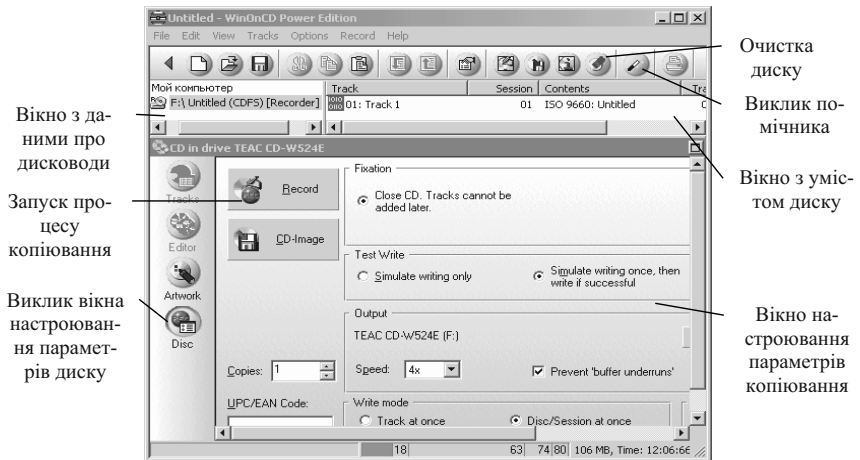 Untitled - WinOnCD Power Edition
File Edit View Tracks Options Record Help
Мой компьютер
F:\ Untitled (CDFS) [Recorder]
Track Session Contents Tra
01: Track 1 01 ISO 9660: Untitled
CD in drive TEAC CD-W524E
Tracks
Editor
Artwork
Disc
Record
CD-Image
Copies: 1
UPC/EAN Code:
Fixation
Close CD. Tracks cannot be
added later.
Test Write
Simulate writing only
Simulate writing once, then
write if successful
Output
TEAC CD-W524E (F:)
Speed: 4x
Prevent 'buffer underruns'
Write mode
Track at once
Disc/Session at once
18 63 74 80 106 MB, Time: 12:06:66
Вікно з да-
ними про
дисководи
Запуск про-
цесу
копіювання
Виклик вікна
настроюван-
ня парамет-
рів диску
Очистка
диску
Виклик по-
мічника
Вікно з уміс-
том диску
Вікно на-
строювання
параметрів
копіювання